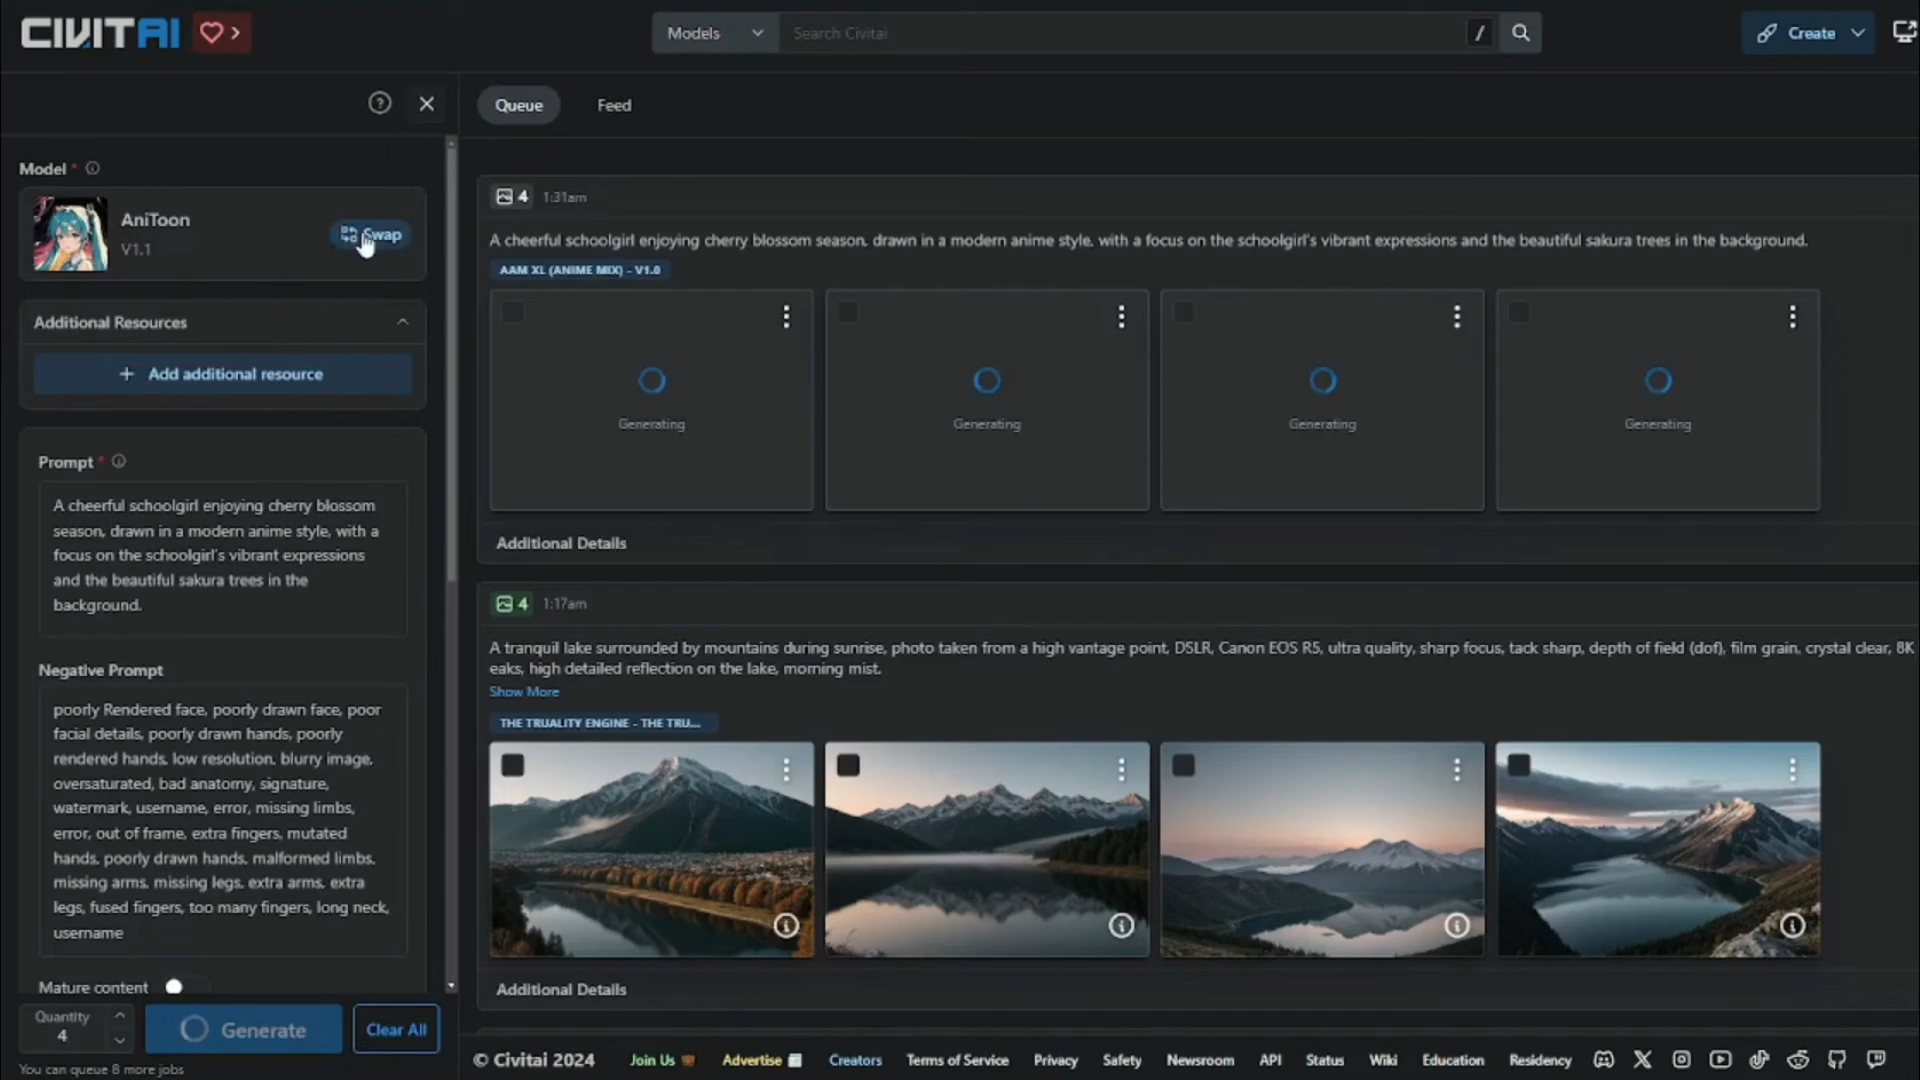 CIVITAI
Models
Search Civitai
/
Create
Queue
Feed
Model *
AniToon
V1.1
Swap
Additional Resources
+ Add additional resource
Prompt *
A cheerful schoolgirl enjoying cherry blossom
season, drawn in a modern anime style, with a
focus on the schoolgirl's vibrant expressions
and the beautiful sakura trees in the
background.
Negative Prompt
poorly Rendered face, poorly drawn face, poor
facial details, poorly drawn hands, poorly
rendered hands, low resolution, blurry image,
oversaturated, bad anatomy, signature,
watermark, username, error, missing limbs,
error, out of frame, extra fingers, mutated
hands, poorly drawn hands, malformed limbs,
missing arms, missing legs, extra arms, extra
legs, fused fingers, too many fingers, long neck,
username
Mature content
Quantity
4
Generate
Clear All
You can queue 8 more jobs
4 1:31am
A cheerful schoolgirl enjoying cherry blossom season, drawn in a modern anime style, with a focus on the schoolgirl's vibrant expressions and the beautiful sakura trees in the background.
AAM XL (ANIME MIX) - V1.0
Generating Generating Generating Generating
Additional Details
4 1:17am
A tranquil lake surrounded by mountains during sunrise, photo taken from a high vantage point, DSLR, Canon EOS R5, ultra quality, sharp focus, tack sharp, depth of field (dof), film grain, crystal clear, 8K
eaks, high detailed reflection on the lake, morning mist.
Show More
THE TRUALITY ENGINE - THE TRU...
Additional Details
© Civitai 2024 Join Us Advertise Creators Terms of Service Privacy Safety Newsroom API Status Wiki Education Residency